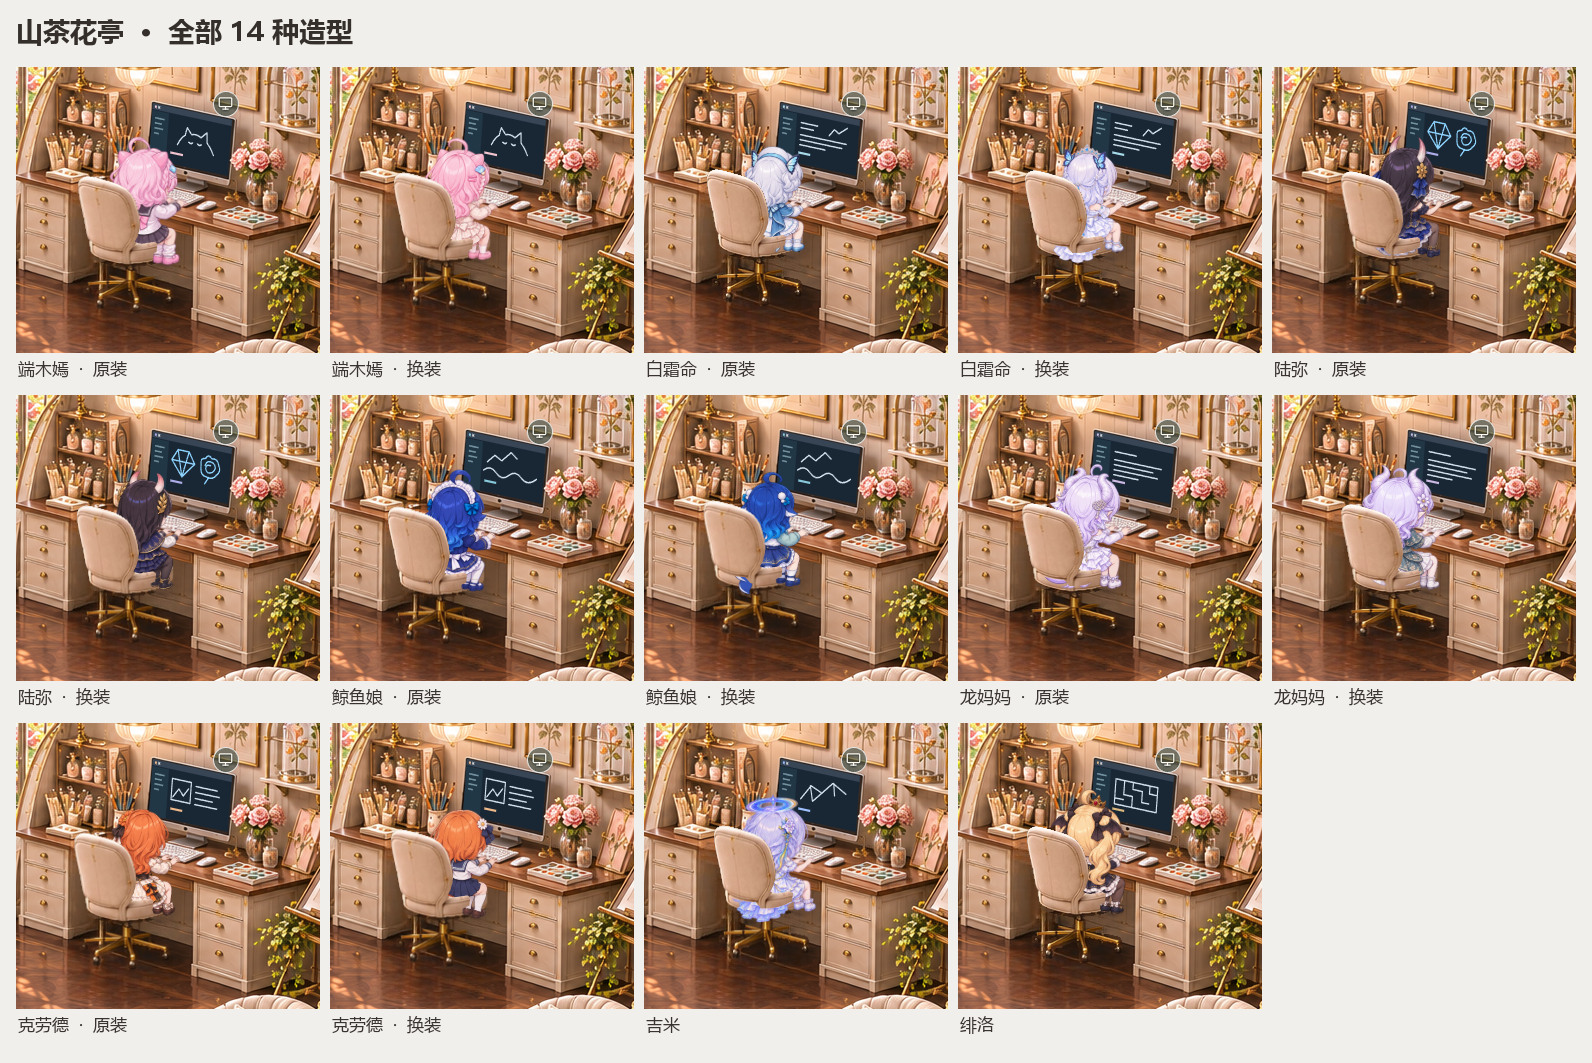 山茶花亭 • 全部 14 种造型
端木嫣 · 原装
端木嫣 · 换装
白霜命 · 原装
白霜命 · 换装
陆弥 · 原装
陆弥 · 换装
鲸鱼娘 · 原装
鲸鱼娘 · 换装
龙妈妈 · 原装
龙妈妈 · 换装
克劳德 · 原装
克劳德 · 换装
吉米
绯洛